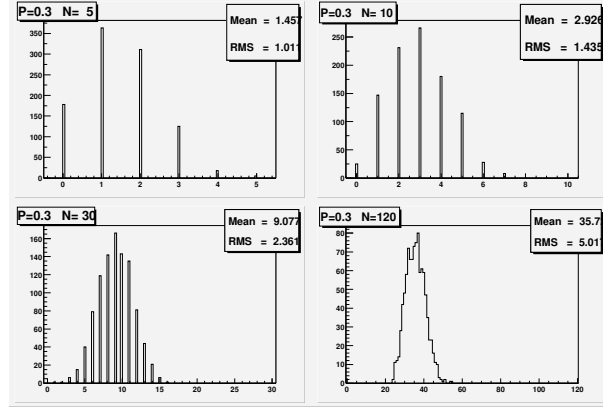 P=0.3 N= 5
Mean = 1.457
RMS = 1.011
350
300
250
200
150
100
50
0
0 1 2 3 4 5
P=0.3 N= 10
Mean = 2.926
RMS = 1.435
250
200
150
100
50
0
0 2 4 6 8 10
P=0.3 N= 30
Mean = 9.077
RMS = 2.361
160
140
120
100
80
60
40
20
0
0 5 10 15 20 25 30
P=0.3 N=120
Mean = 35.7
RMS = 5.01
80
70
60
50
40
30
20
10
0
0 20 40 60 80 100 120